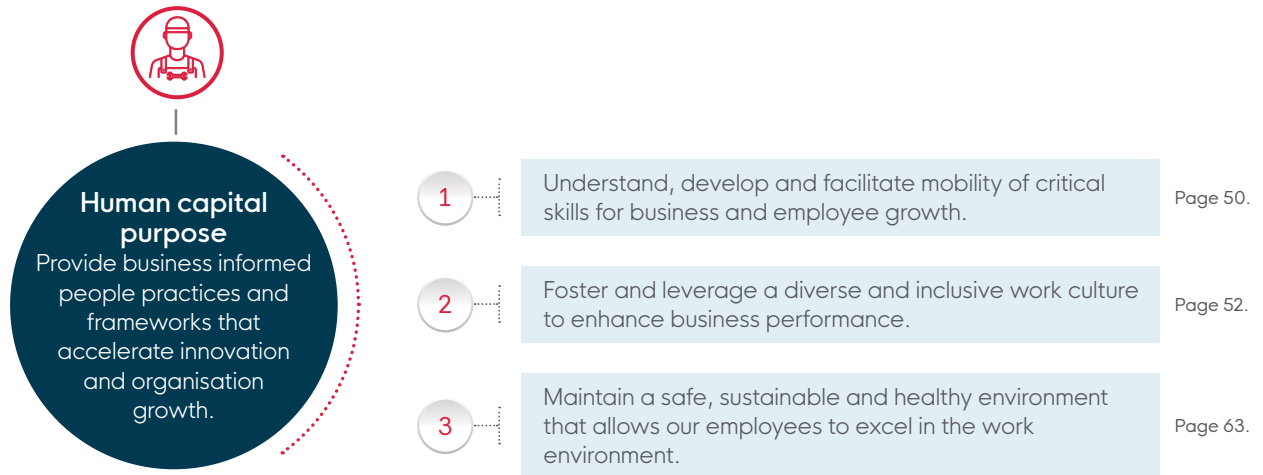 Human capital
purpose
Provide business informed
people practices and
frameworks that
accelerate innovation
and organisation
growth.
1
Understand, develop and facilitate mobility of critical
skills for business and employee growth.
Page 50.
2
Foster and leverage a diverse and inclusive work culture
to enhance business performance.
Page 52.
3
Maintain a safe, sustainable and healthy environment
that allows our employees to excel in the work
environment.
Page 63.